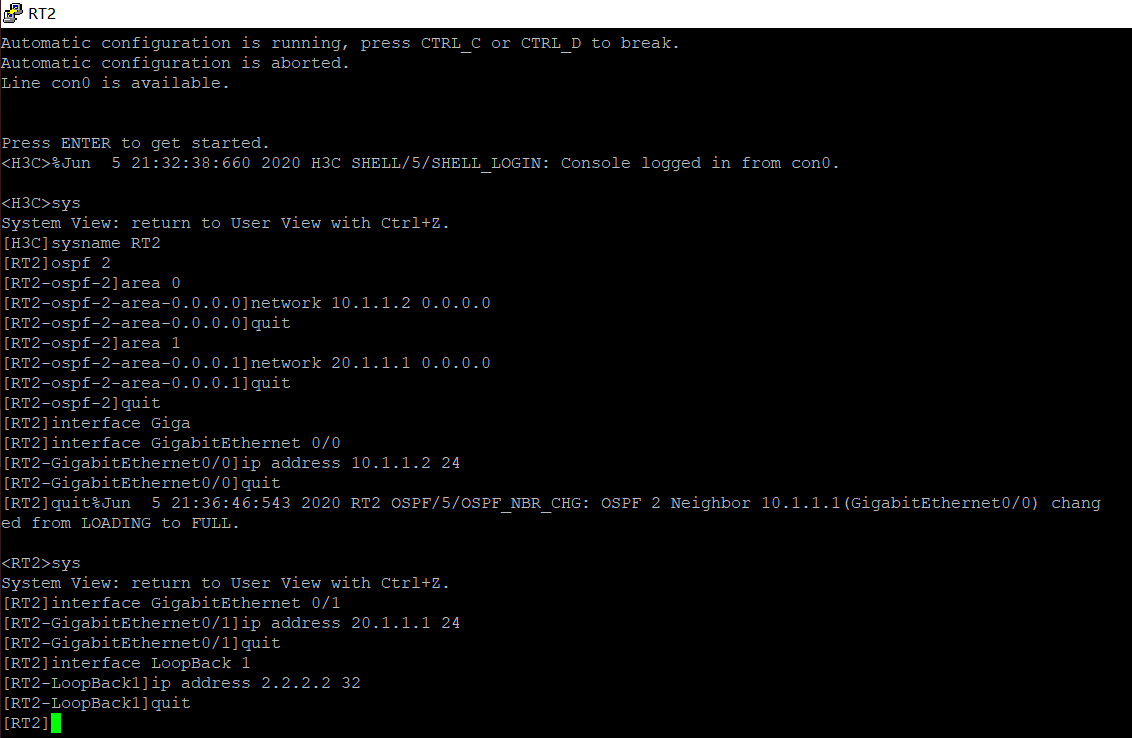 RT2
Automatic configuration is running, press CTRL_C or CTRL_D to break.
Automatic configuration is aborted.
Line con0 is available.
Press ENTER to get started.
<H3C>%Jun  5 21:32:38:660 2020 H3C SHELL/5/SHELL_LOGIN: Console logged in from con0.
<H3C>sys
System View: return to User View with Ctrl+Z.
[H3C]sysname RT2
[RT2]ospf 2
[RT2-ospf-2]area 0
[RT2-ospf-2-area-0.0.0.0]network 10.1.1.2 0.0.0.0
[RT2-ospf-2-area-0.0.0.0]quit
[RT2-ospf-2]area 1
[RT2-ospf-2-area-0.0.0.1]network 20.1.1.1 0.0.0.0
[RT2-ospf-2-area-0.0.0.1]quit
[RT2-ospf-2]quit
[RT2]interface Giga
[RT2]interface GigabitEthernet 0/0
[RT2-GigabitEthernet0/0]ip address 10.1.1.2 24
[RT2-GigabitEthernet0/0]quit
[RT2]quit%Jun  5 21:36:46:543 2020 RT2 OSPF/5/OSPF_NBR_CHG: OSPF 2 Neighbor 10.1.1.1(GigabitEthernet0/0) chang
ed from LOADING to FULL.
<RT2>sys
System View: return to User View with Ctrl+Z.
[RT2]interface GigabitEthernet 0/1
[RT2-GigabitEthernet0/1]ip address 20.1.1.1 24
[RT2-GigabitEthernet0/1]quit
[RT2]interface LoopBack 1
[RT2-LoopBack1]ip address 2.2.2.2 32
[RT2-LoopBack1]quit
[RT2]